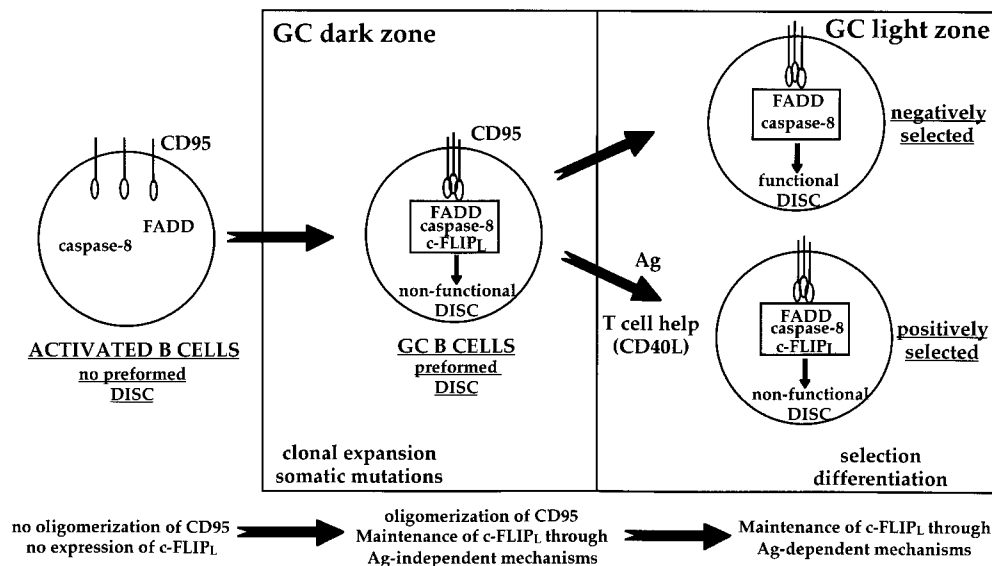 GC dark zone
GC light zone
CD95
FADD
caspase-8
ACTIVATED B CELLS
no preformed
DISC
CD95
FADD
caspase-8
c-FLIPL
non-functional
DISC
GC B CELLS
preformed
DISC
clonal expansion
somatic mutations
FADD
caspase-8
functional
DISC
negatively
selected
Ag
T cell help
(CD40L)
FADD
caspase-8
c-FLIPL
non-functional
DISC
positively
selected
selection
differentiation
no oligomerization of CD95
no expression of c-FLIPL
oligomerization of CD95
Maintenance of c-FLIPL through
Ag-independent mechanisms
Maintenance of c-FLIPL through
Ag-dependent mechanisms